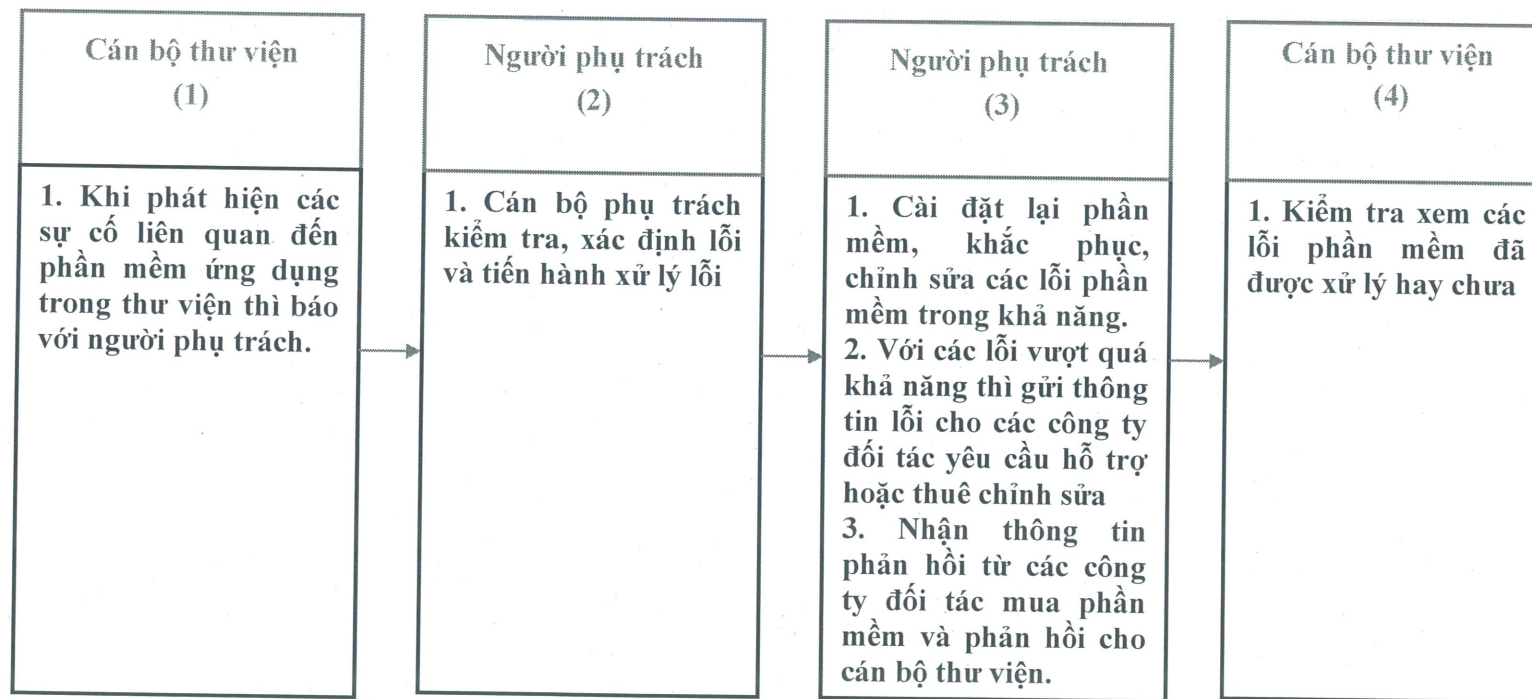 Cán bộ thư viện
(1)
1. Khi phát hiện các
sự cố liên quan đến
phần mềm ứng dụng
trong thư viện thì báo
với người phụ trách.
Người phụ trách
(2)
1. Cán bộ phụ trách
kiểm tra, xác định lỗi
và tiến hành xử lý lỗi
Người phụ trách
(3)
1. Cài đặt lại phần
mềm, khắc phục,
chỉnh sửa các lỗi phần
mềm trong khả năng.
2. Với các lỗi vượt quá
khả năng thì gửi thông
tin lỗi cho các công ty
đối tác yêu cầu hỗ trợ
hoặc thuê chỉnh sửa
3. Nhận thông tin
phản hồi từ các công
ty đối tác mua phần
mềm và phản hồi cho
cán bộ thư viện.
Cán bộ thư viện
(4)
1. Kiểm tra xem các
lỗi phần mềm đã
được xử lý hay chưa